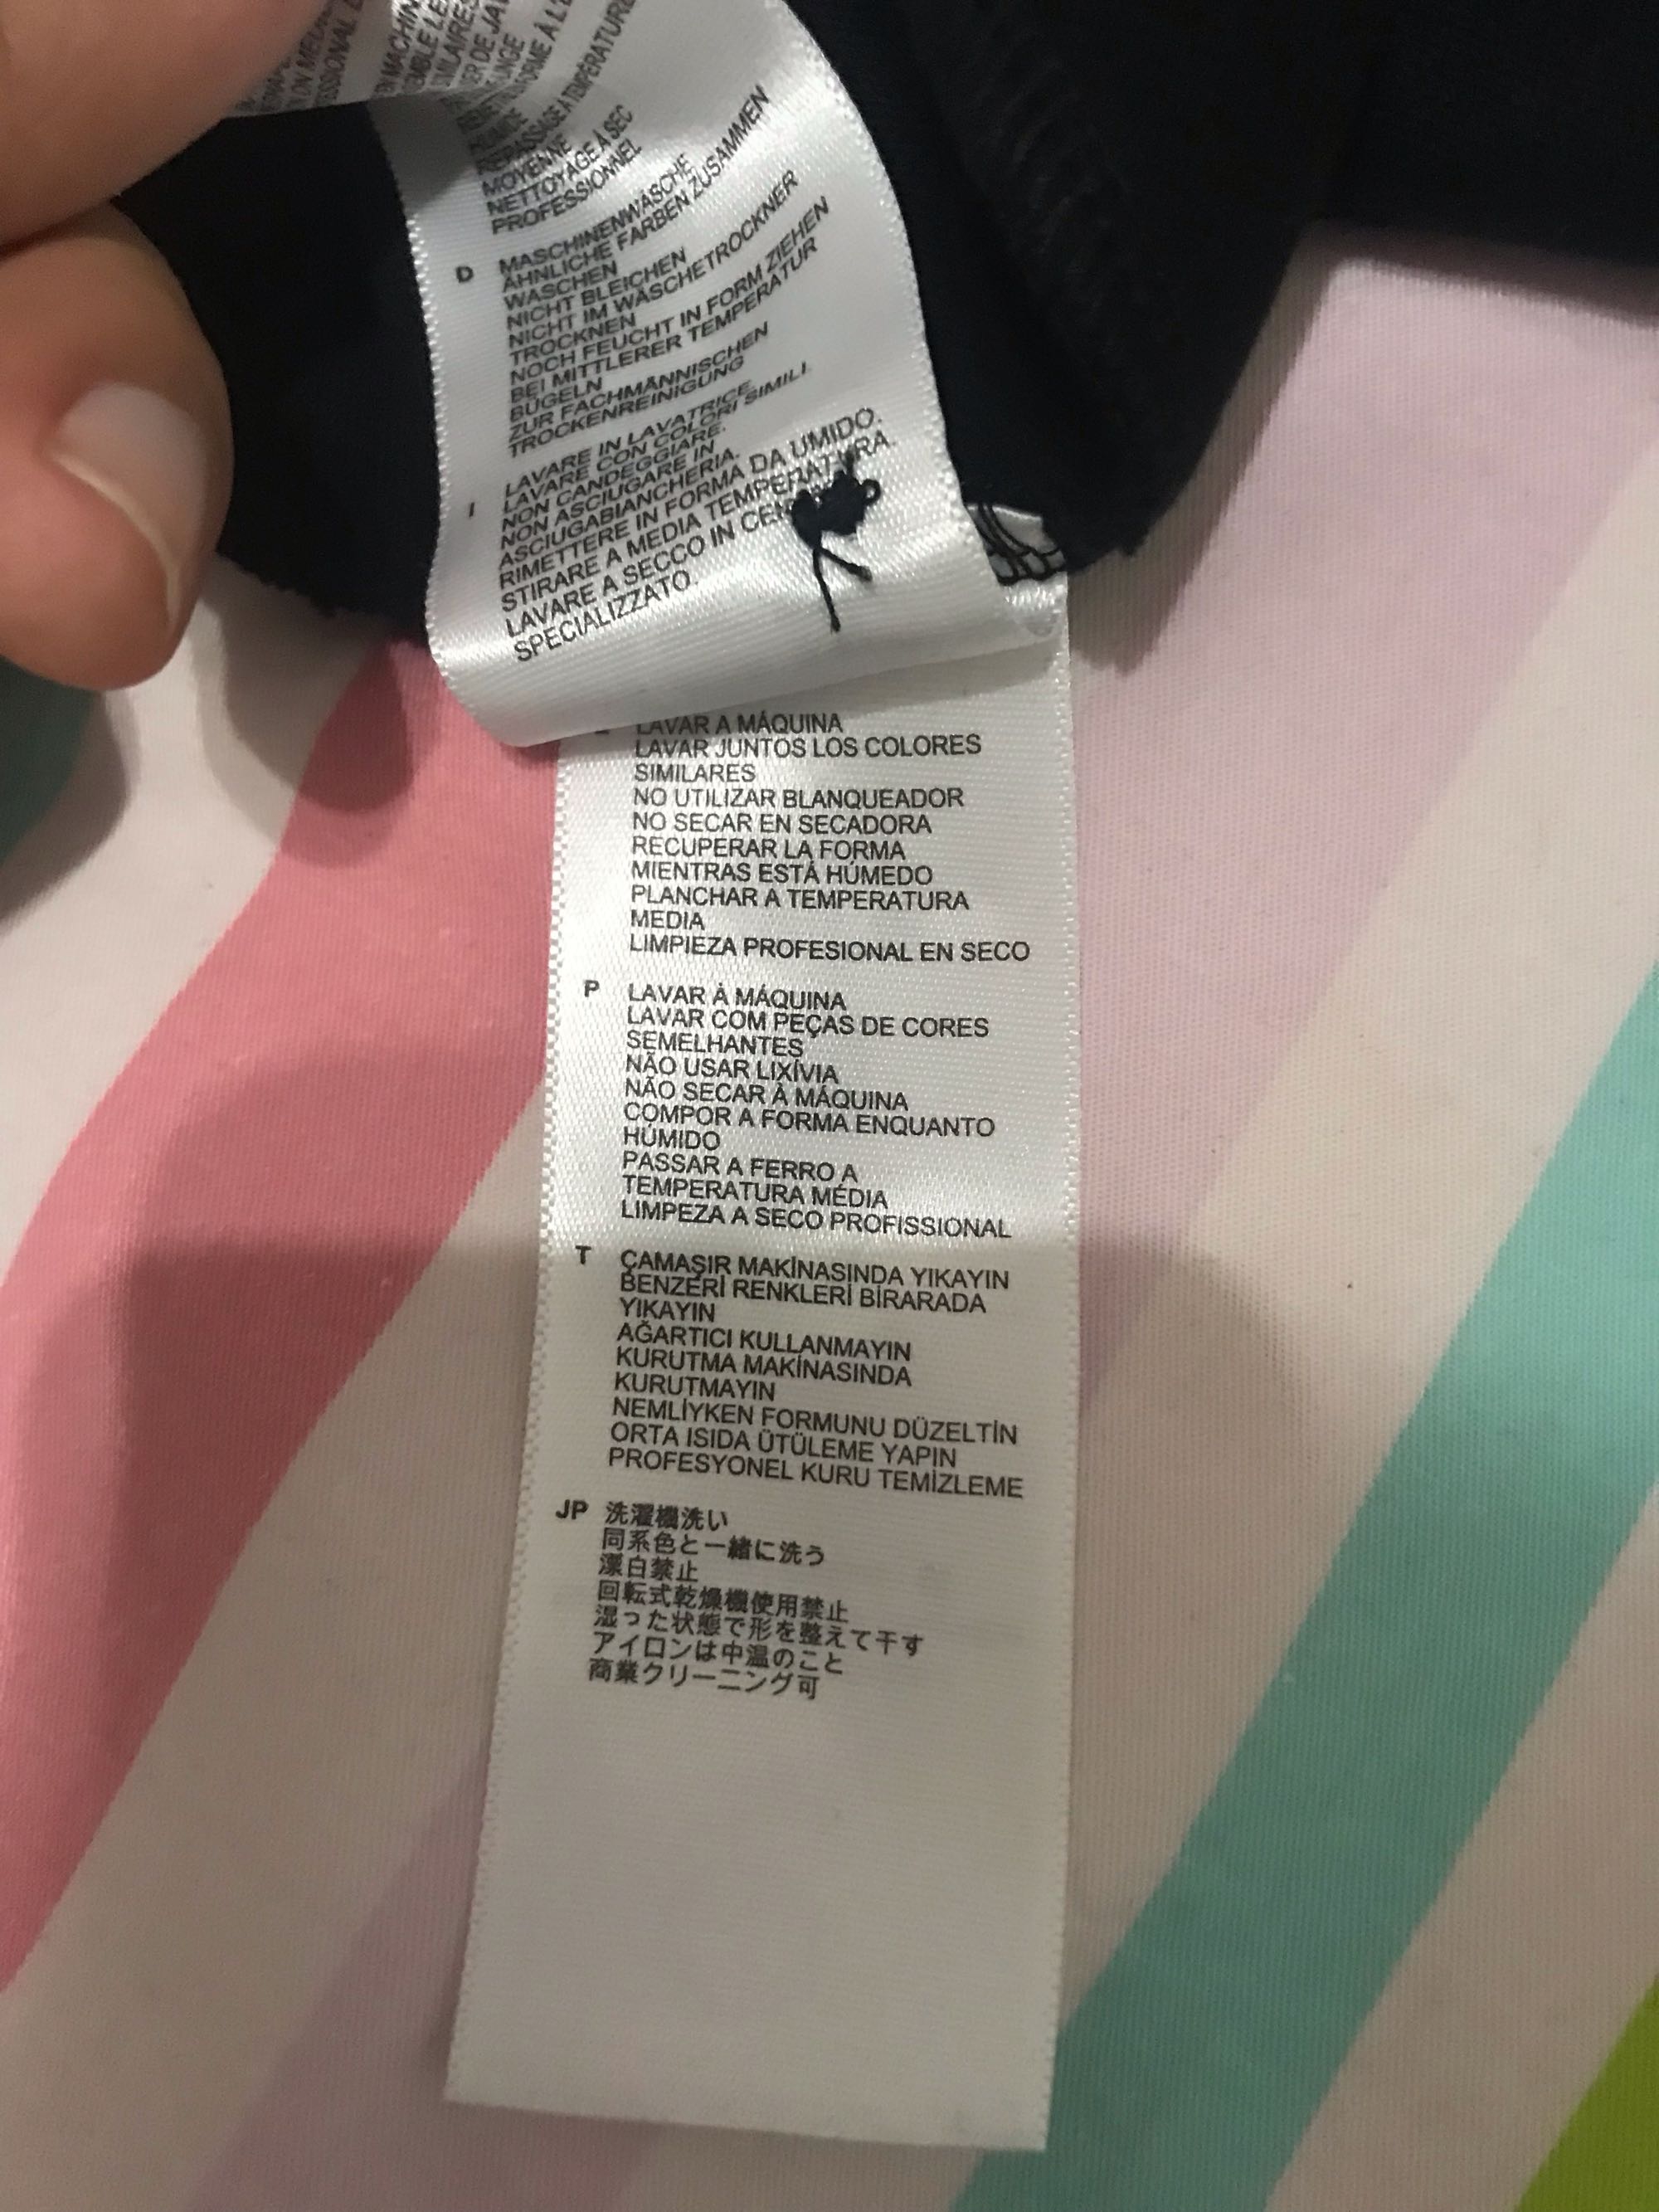 RÉPASSAGE À TEMPÉRATURE
MOYENNE
NETTOYAGE À SEC
PROFESSIONNEL
D MASCHINENWÄSCHE
ÄHNLICHE FARBEN ZUSAMMEN
WASCHEN
NICHT BLEICHEN
NICHT IM WÄSCHETROCKNER
TROCKNEN
NOCH FEUCHT IN FORM ZIEHEN
BEI MITTLERER TEMPERATUR
BÜGELN
ZUR FACHMÄNNISCHEN
TROCKENREINIGUNG
I LAVARE IN LAVATRICE
LAVARE CON COLORI SIMILI.
NON CANDEGGIARE.
NON ASCIUGARE IN
ASCIUGABIANCHERIA.
RIMETTERE IN FORMA DA UMIDO.
STIRARE A MEDIA TEMPERATURA.
LAVARE A SECCO IN
SPECIALIZZATO.
LAVAR A MÁQUINA
LAVAR JUNTOS LOS COLORES
SIMILARES
NO UTILIZAR BLANQUEADOR
NO SECAR EN SECADORA
RECUPERAR LA FORMA
MIENTRAS ESTÁ HÚMEDO
PLANCHAR A TEMPERATURA
MEDIA
LIMPIEZA PROFESIONAL EN SECO
P LAVAR À MÁQUINA
LAVAR COM PEÇAS DE CORES
SEMELHANTES
NÃO USAR LIXÍVIA
NÃO SECAR À MÁQUINA
COMPOR A FORMA ENQUANTO
HÚMIDO
PASSAR A FERRO A
TEMPERATURA MÉDIA
LIMPEZA A SECO PROFISSIONAL
T ÇAMAŞIR MAKİNASINDA YIKAYIN
BENZERİ RENKLERİ BİRARADA
YIKAYIN
AĞARTICI KULLANMAYIN
KURUTMA MAKİNASINDA
KURUTMAYIN
NEMLİYKEN FORMUNU DÜZELTİN
ORTA ISIDA ÜTÜLEME YAPIN
PROFESYONEL KURU TEMİZLEME
JP 洗濯機洗い
同系色と一緒に洗う
漂白禁止
回転式乾燥機使用禁止
湿った状態で形を整えて干す
アイロンは中温のこと
商業クリーニング可